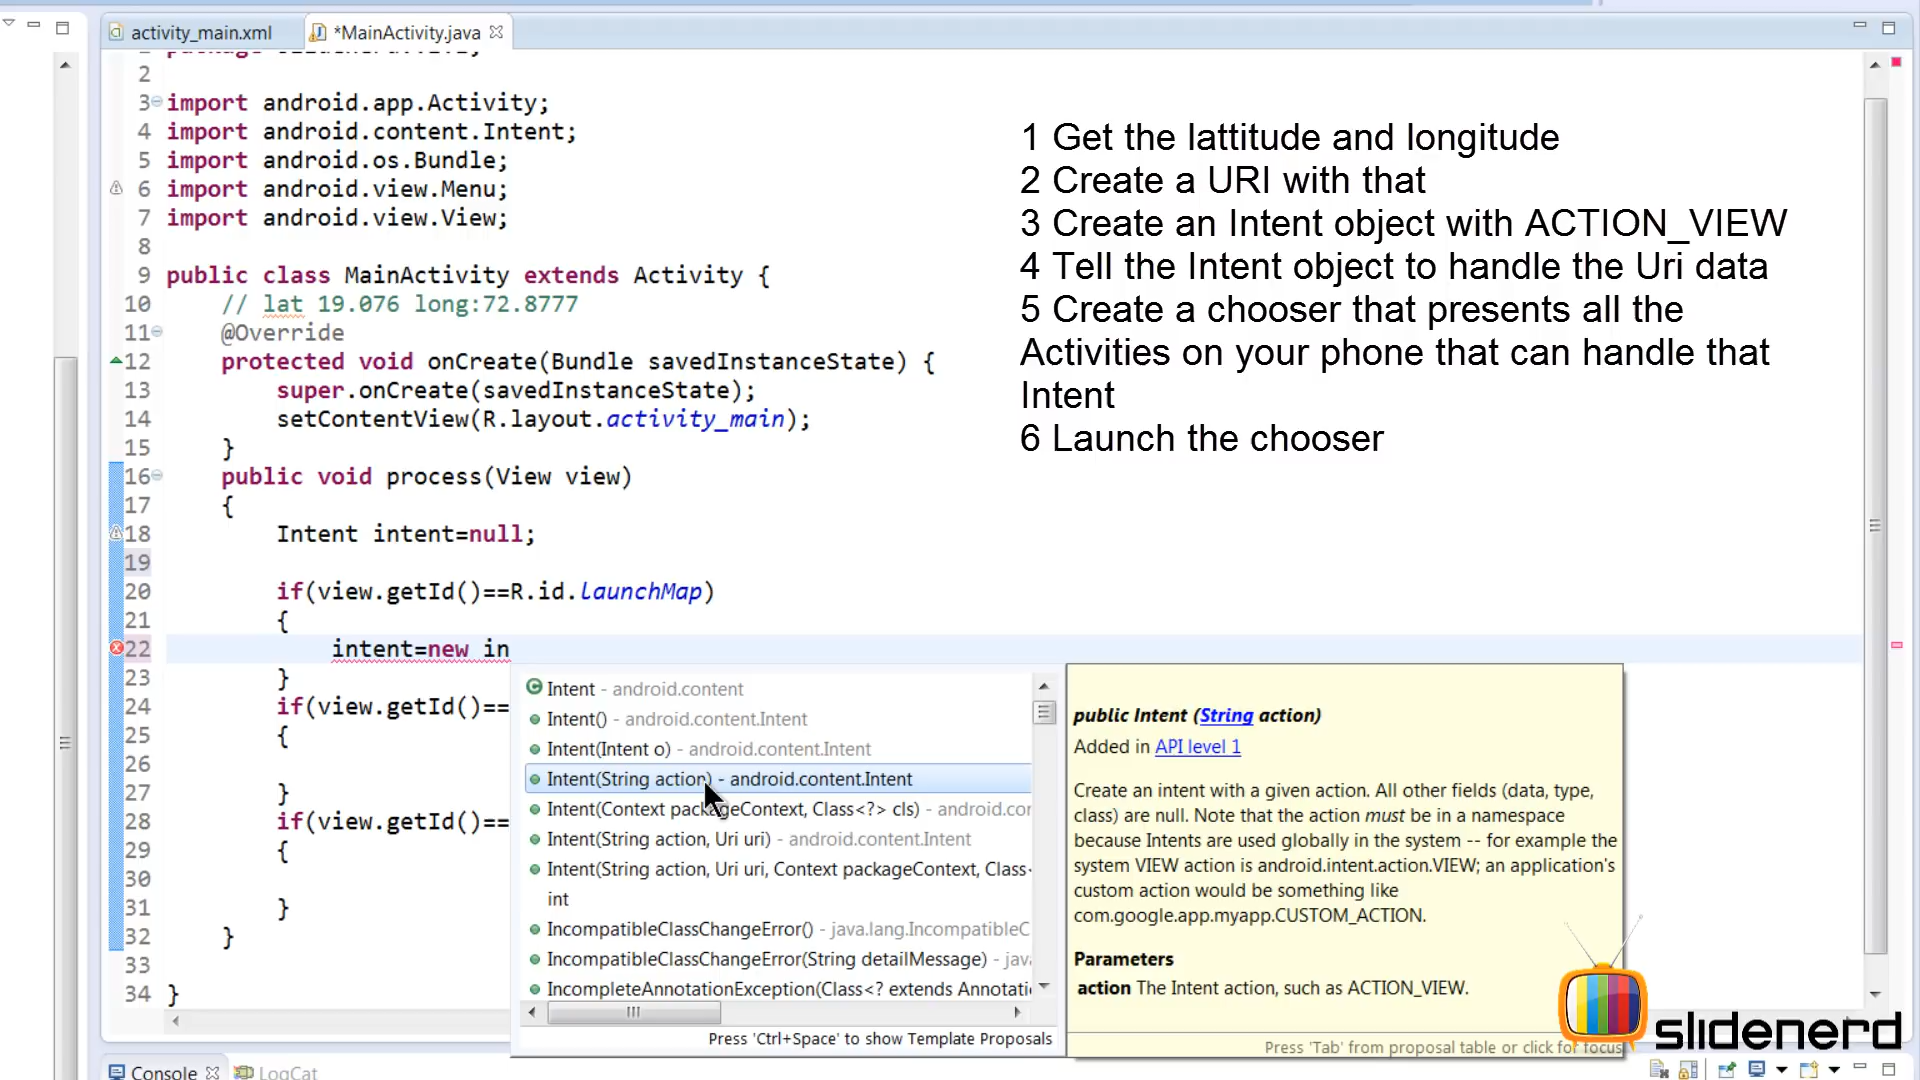 activity_main.xml
*MainActivity.java
2
3 import android.app.Activity;
4 import android.content.Intent;
5 import android.os.Bundle;
6 import android.view.Menu;
7 import android.view.View;
8
9 public class MainActivity extends Activity {
10 // lat 19.076 long:72.8777
11 @Override
12 protected void onCreate(Bundle savedInstanceState) {
13 super.onCreate(savedInstanceState);
14 setContentView(R.layout.activity_main);
15 }
16 public void process(View view)
17 {
18 Intent intent=null;
19
20 if(view.getId()==R.id.launchMap)
21 {
22 intent=new in
23 }
24 if(view.getId()==
25 {
26
27 }
28 if(view.getId()==
29 {
30
31 }
32 }
33
34 }
1 Get the lattitude and longitude
2 Create a URI with that
3 Create an Intent object with ACTION_VIEW
4 Tell the Intent object to handle the Uri data
5 Create a chooser that presents all the
Activities on your phone that can handle that
Intent
6 Launch the chooser
Intent - android.content
Intent() - android.content.Intent
Intent(Intent o) - android.content.Intent
Intent(String action) - android.content.Intent
Intent(Context packageContext, Class<?> cls) - android.cor
Intent(String action, Uri uri) - android.content.Intent
Intent(String action, Uri uri, Context packageContext, Class<
int
IncompatibleClassChangeError() - java.lang.IncompatibleC
IncompatibleClassChangeError(String detailMessage) - java
IncompleteAnnotationException(Class<? extends Annotati
Press 'Ctrl+Space' to show Template Proposals
public Intent (String action)
Added in API level 1
Create an intent with a given action. All other fields (data, type,
class) are null. Note that the action must be in a namespace
because Intents are used globally in the system -- for example the
system VIEW action is android.intent.action.VIEW; an application's
custom action would be something like
com.google.app.myapp.CUSTOM_ACTION.
Parameters
action The Intent action, such as ACTION_VIEW.
Press 'Tab' from proposal table or click for focus
slidenerd
Console
LogCat